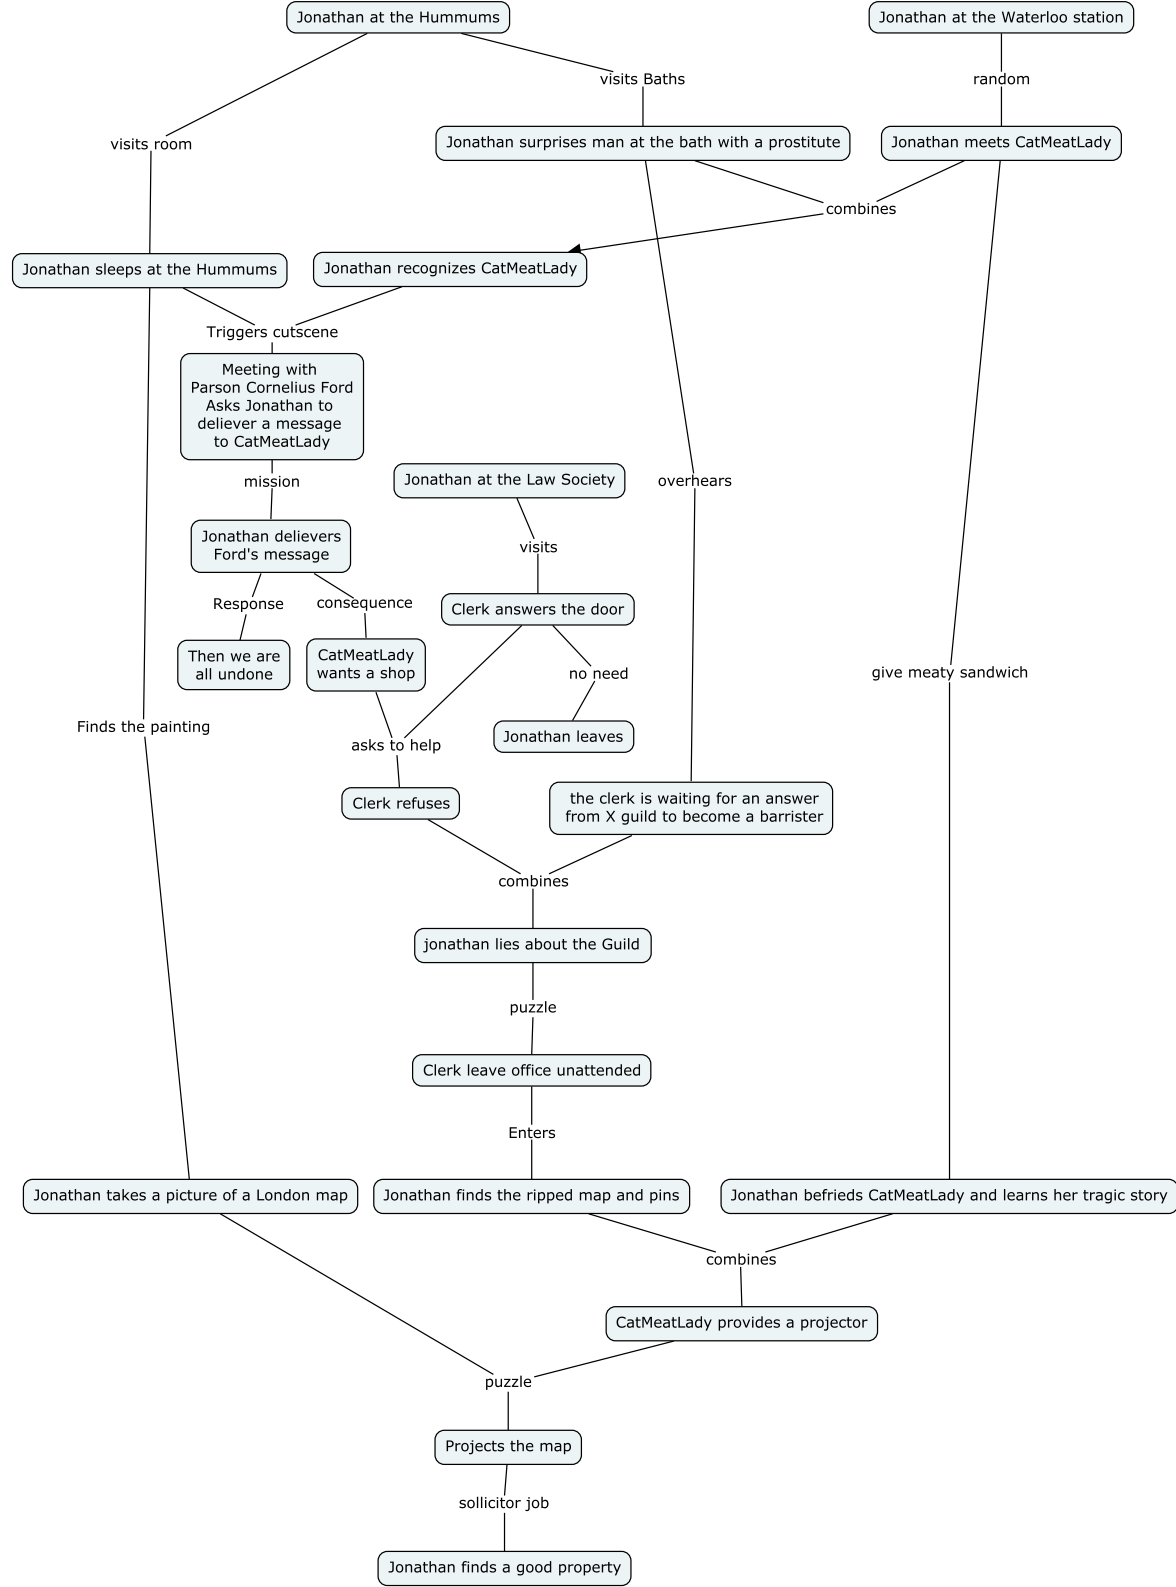 Jonathan at the Hummums
Jonathan at the Waterloo station
visits Baths
random
visits room
Jonathan surprises man at the bath with a prostitute
Jonathan meets CatMeatLady
combines
Jonathan sleeps at the Hummums
Jonathan recognizes CatMeatLady
Triggers cutscene
Meeting with
Parson Cornelius Ford
Asks Jonathan to
deliever a message
to CatMeatLady
mission
Jonathan at the Law Society
overhears
Jonathan delievers
Ford's message
visits
Response
consequence
Clerk answers the door
Then we are
all undone
CatMeatLady
wants a shop
no need
give meaty sandwich
Finds the painting
Jonathan leaves
asks to help
Clerk refuses
the clerk is waiting for an answer
from X guild to become a barrister
combines
jonathan lies about the Guild
puzzle
Clerk leave office unattended
Enters
Jonathan takes a picture of a London map
Jonathan finds the ripped map and pins
Jonathan befrieds CatMeatLady and learns her tragic story
combines
CatMeatLady provides a projector
puzzle
Projects the map
sollicitor job
Jonathan finds a good property